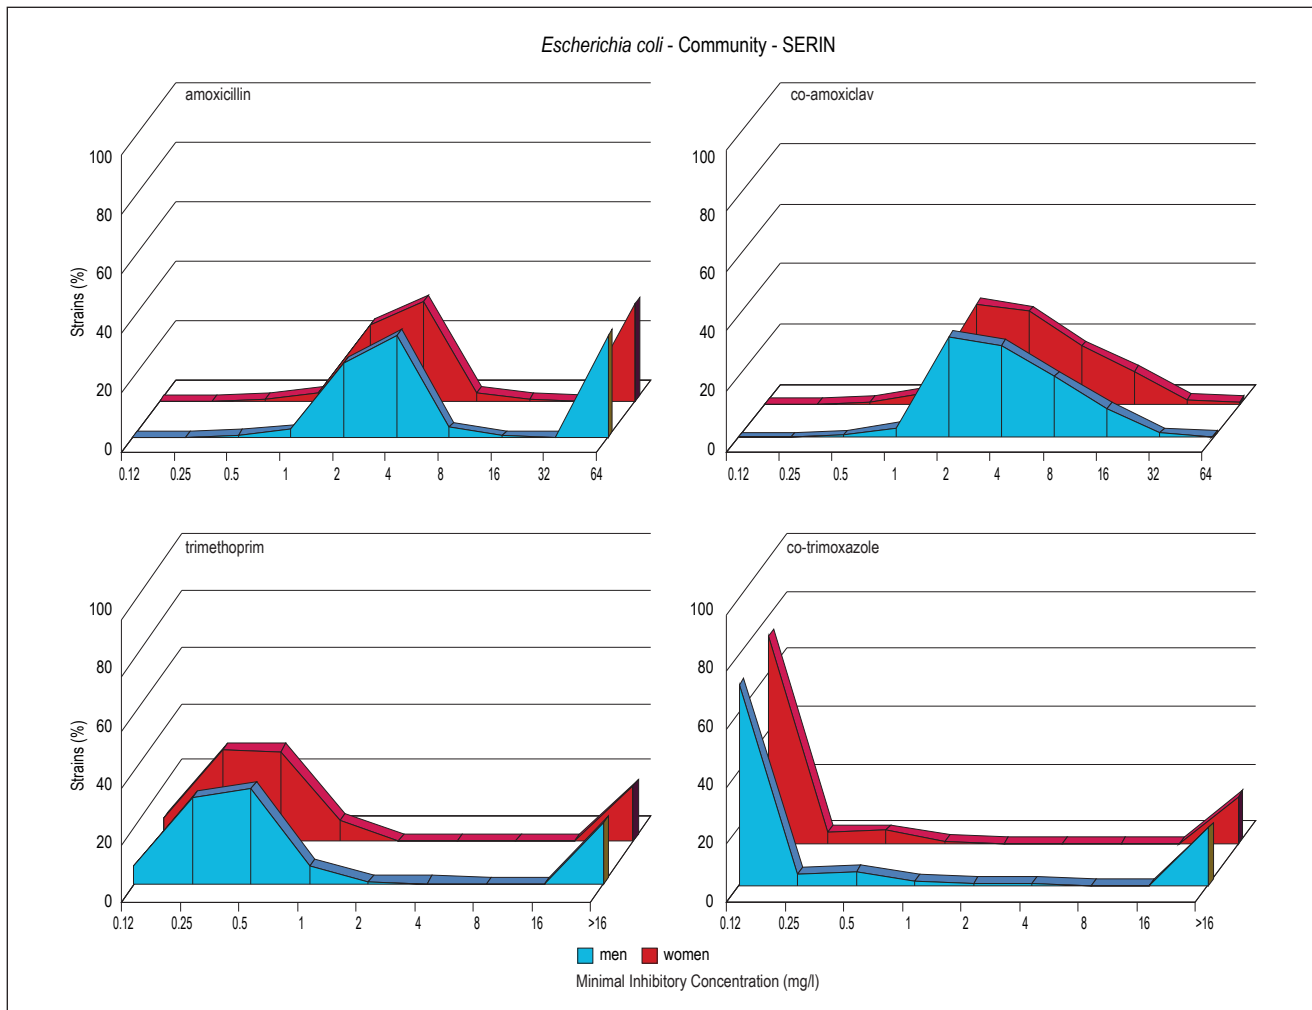 Escherichia coli - Community - SERIN
amoxicillin
co-amoxiclav
Strains (%)
100
80
60
40
20
0
0.12 0.25 0.5 1 2 4 8 16 32 64
100
80
60
40
20
0
0.12 0.25 0.5 1 2 4 8 16 32 64
trimethoprim
co-trimoxazole
Strains (%)
100
80
60
40
20
0
0.12 0.25 0.5 1 2 4 8 16 >16
100
80
60
40
20
0
0.12 0.25 0.5 1 2 4 8 16 >16
men women
Minimal Inhibitory Concentration (mg/l)